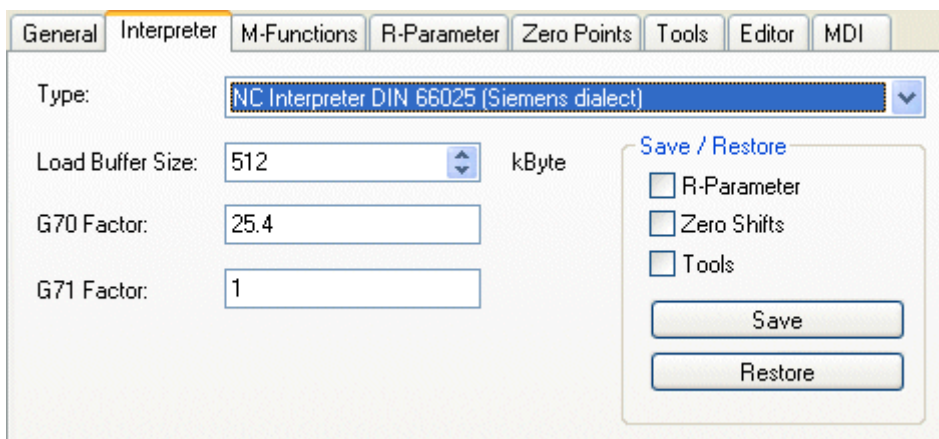 General Interpreter M-Functions R-Parameter Zero Points Tools Editor MDI
Type: NC Interpreter DIN 66025 (Siemens dialect)
Load Buffer Size: 512 kByte
G70 Factor: 25.4
G71 Factor: 1
Save / Restore
R-Parameter
Zero Shifts
Tools
Save
Restore